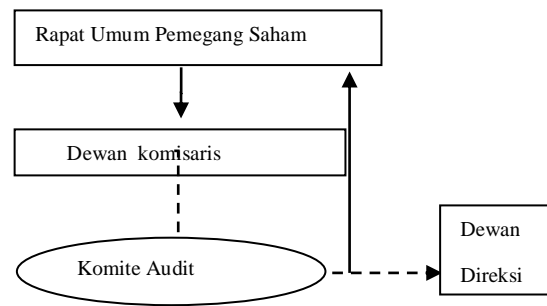 Rapat Umum Pemegang Saham
Dewan komisaris
Komite Audit
Dewan
Direksi